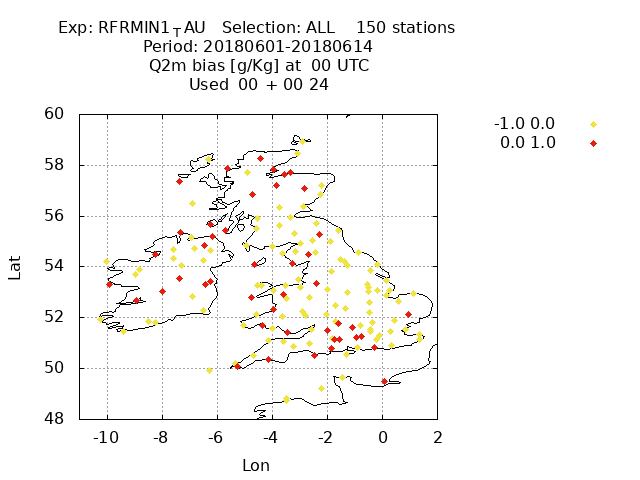 Exp: RFRMIN1_TAU Selection: ALL 150 stations
Period: 20180601-20180614
Q2m bias [g/Kg] at 00 UTC
Used 00 + 00 24
-1.0 0.0
0.0 1.0
60
58
56
54
52
50
48
Lat
-10 -8 -6 -4 -2 0 2
Lon